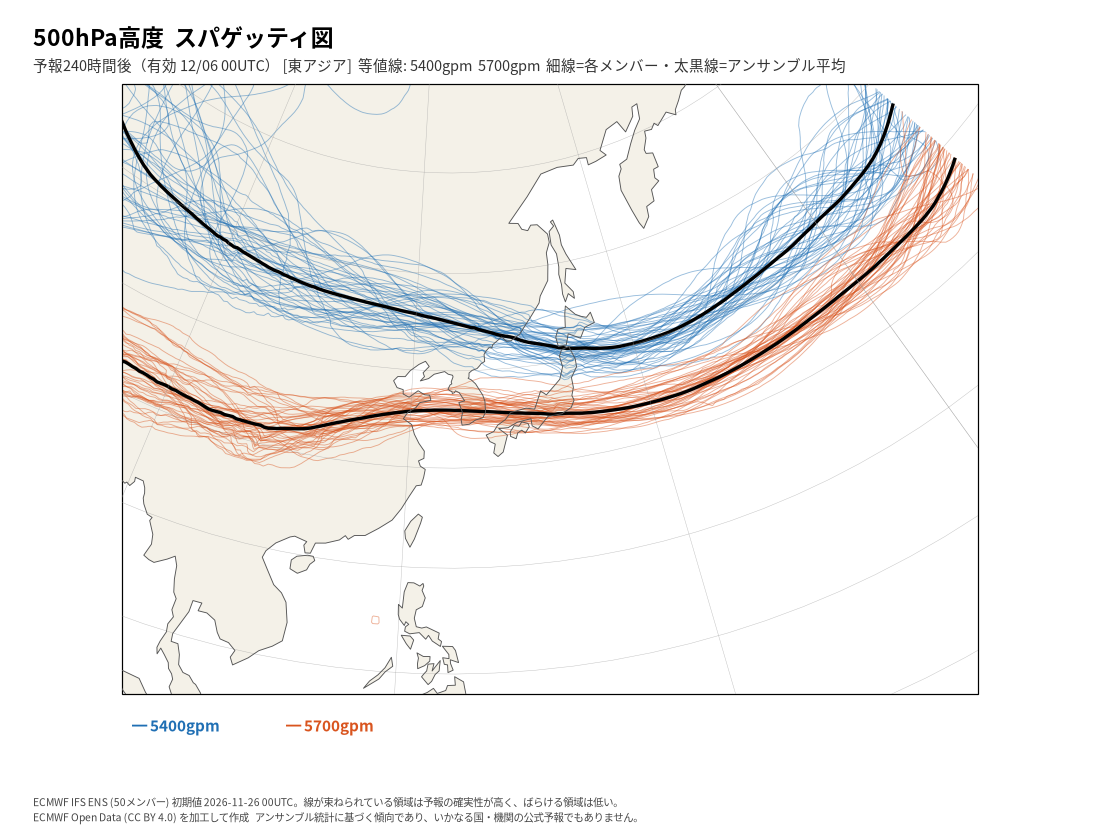 500hPa高度 スパゲッティ図
予報240時間後（有効 12/06 00UTC） [東アジア] 等値線: 5400gpm 5700gpm 細線=各メンバー・太黒線=アンサンブル平均
5400gpm 5700gpm
ECMWF IFS ENS (50メンバー) 初期値 2026-11-26 00UTC。線が束ねられている領域は予報の確実性が高く、ばらける領域は低い。
ECMWF Open Data (CC BY 4.0) を加工して作成 アンサンブル統計に基づく傾向であり、いかなる国・機関の公式予報でもありません。